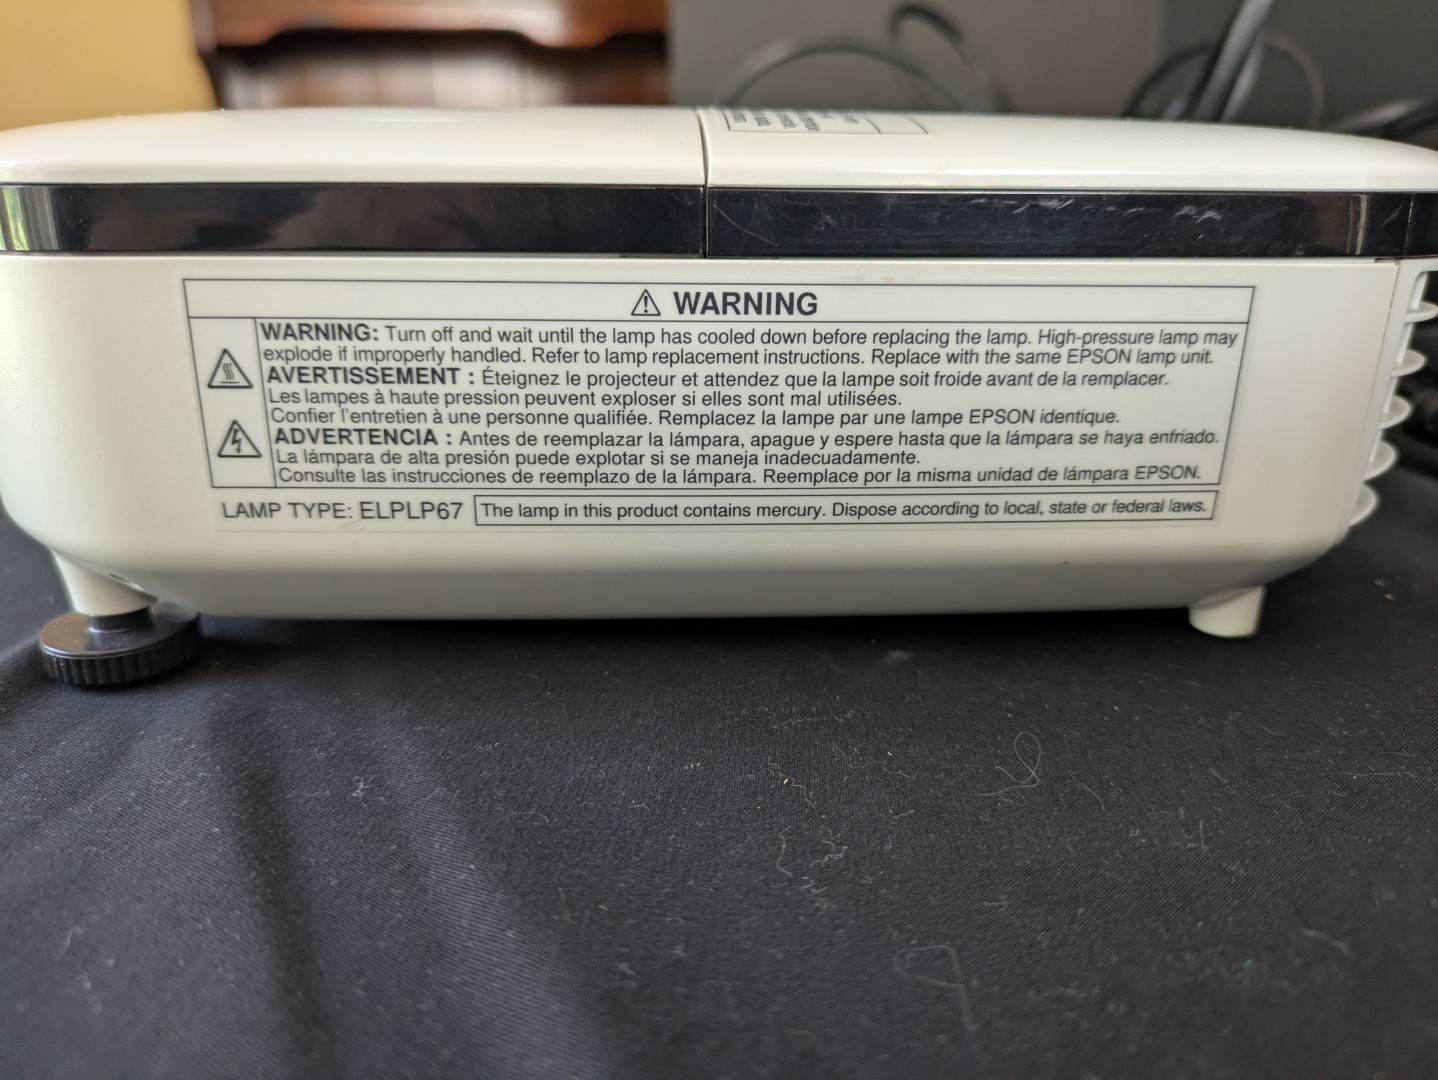 WARNING
WARNING: Turn off and wait until the lamp has cooled down before replacing the lamp. High-pressure lamp may
explode if improperly handled. Refer to lamp replacement instructions. Replace with the same EPSON lamp unit.
AVERTISSEMENT : Éteignez le projecteur et attendez que la lampe soit froide avant de la remplacer.
Les lampes à haute pression peuvent exploser si elles sont mal utilisées.
Confier l'entretien à une personne qualifiée. Remplacez la lampe par une lampe EPSON identique.
ADVERTENCIA : Antes de reemplazar la lámpara, apague y espere hasta que la lámpara se haya enfriado.
La lámpara de alta presión puede explotar si se maneja inadecuadamente.
Consulte las instrucciones de reemplazo de la lámpara. Reemplace por la misma unidad de lámpara EPSON.
LAMP TYPE: ELPLP67
The lamp in this product contains mercury. Dispose according to local, state or federal laws.